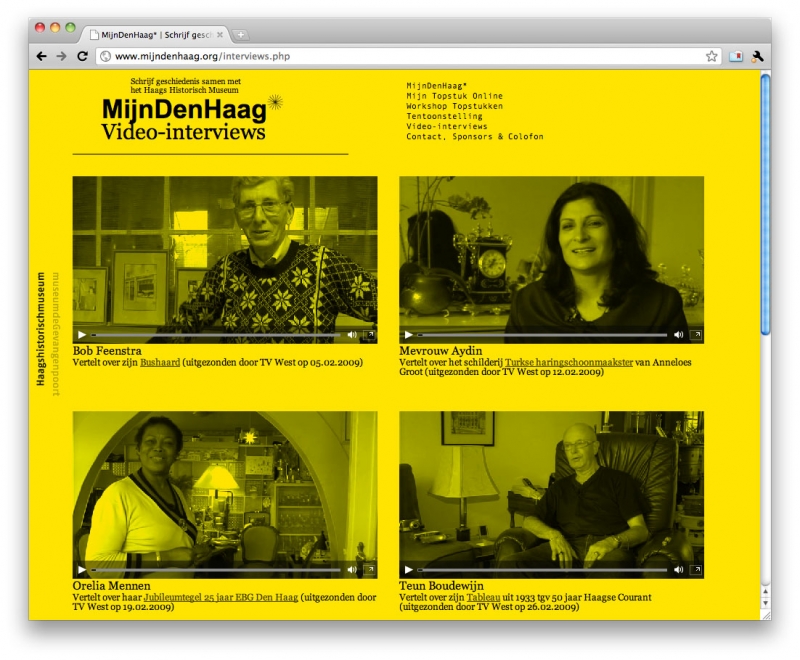 MijnDenHaag* | Schrijf gesch
www.mijndenhaag.org/interviews.php
Schrijf geschiedenis samen met
het Haags Historisch Museum
MijnDenHaag*
Video-interviews
MijnDenHaag*
Mijn Topstuk Online
Workshop Topstukken
Tentoonstelling
Video-interviews
Contact, Sponsors & Colofon
Haagshistorischmuseum
museumdeGevangenpoort
Bob Feenstra
Vertelt over zijn Bushaard (uitgezonden door TV West op 05.02.2009)
Mevrouw Aydin
Vertelt over het schilderij Turkse haringschoonmaakster van Anneloes
Groot (uitgezonden door TV West op 12.02.2009)
Orelia Mennen
Vertelt over haar Jubileumtegel 25 jaar EBG Den Haag (uitgezonden door
TV West op 19.02.2009)
Teun Boudewijn
Vertelt over zijn Tableau uit 1933 tgv 50 jaar Haagse Courant
(uitgezonden door TV West op 26.02.2009)